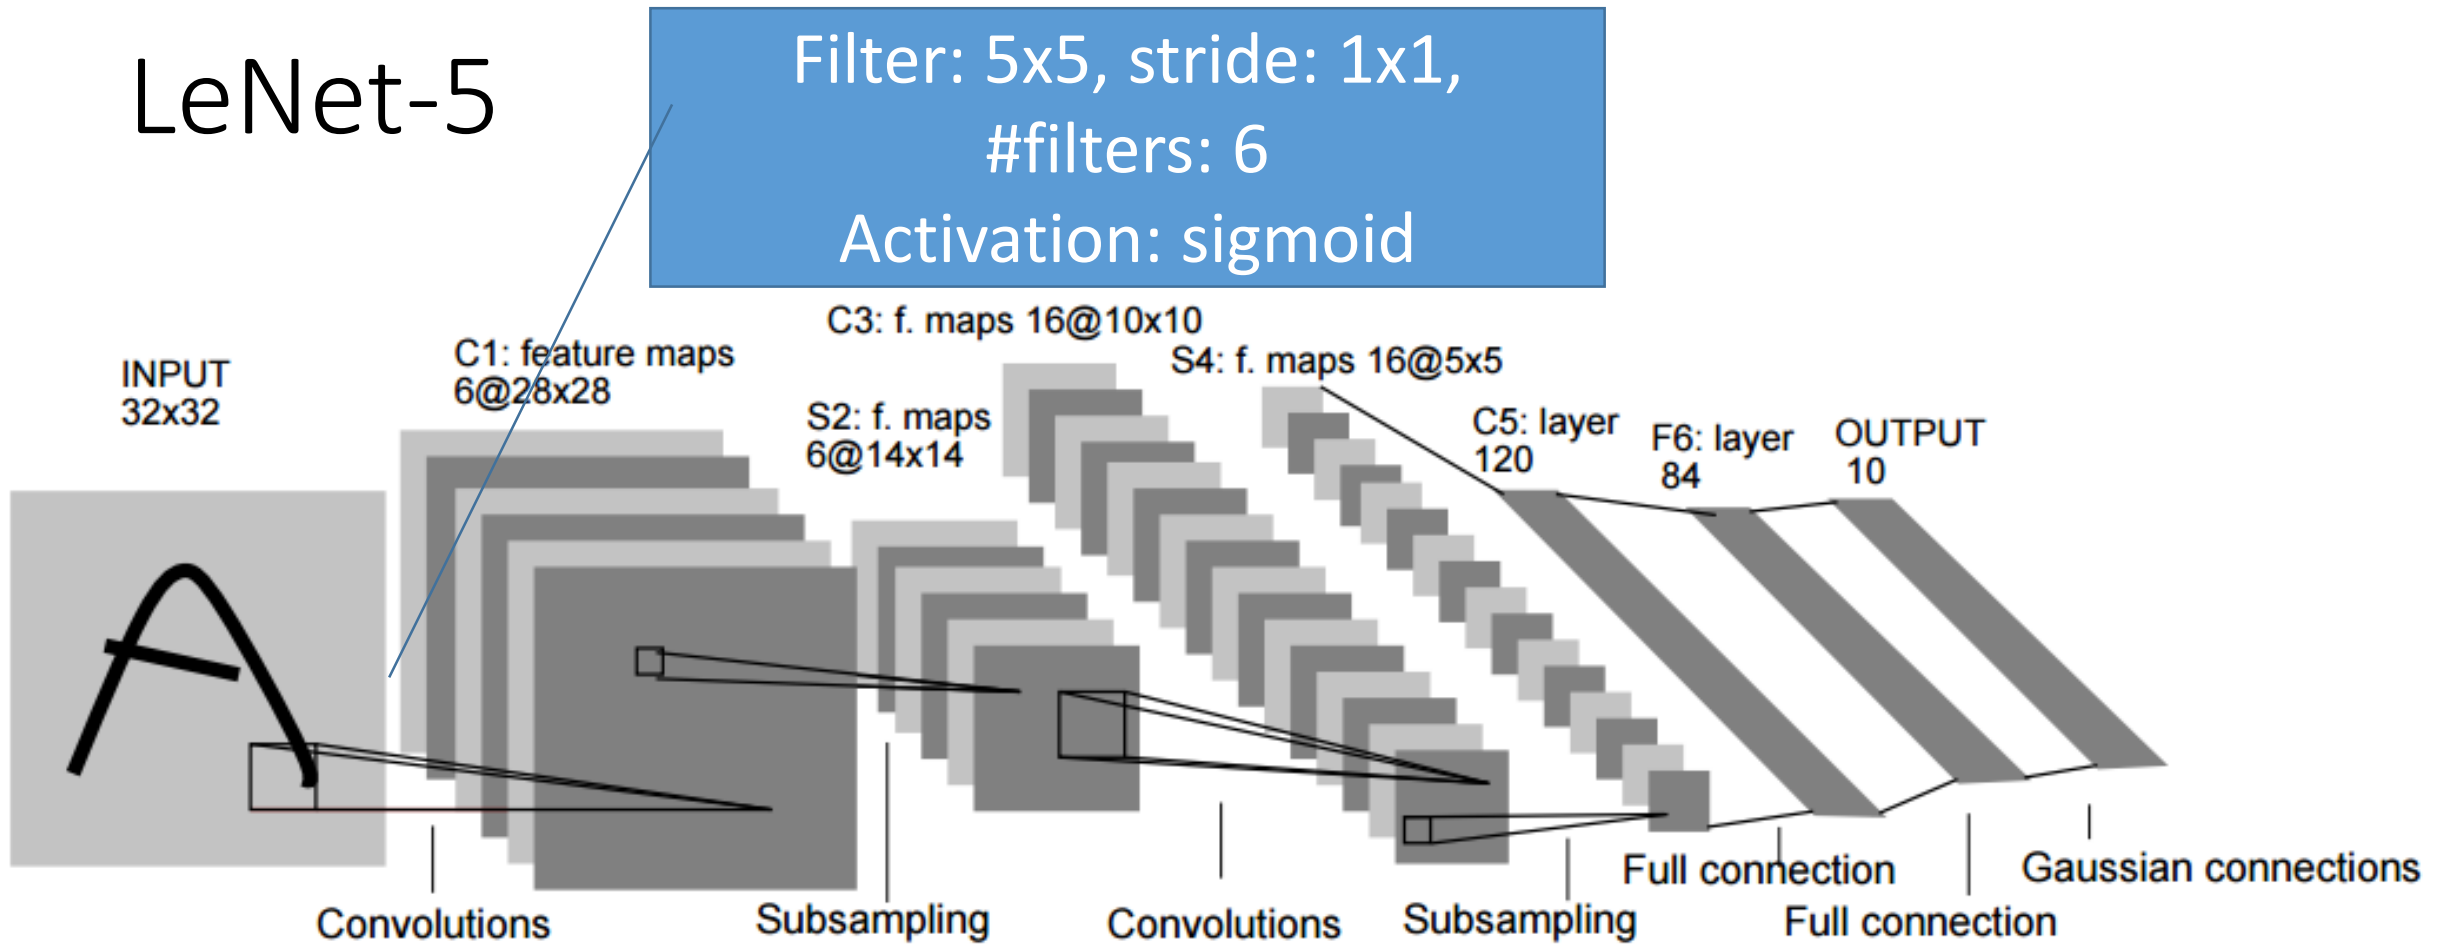 LeNet-5
Filter: 5x5, stride: 1x1,
#filters: 6
Activation: sigmoid
INPUT
32x32
C1: feature maps
6@28x28
S2: f. maps
6@14x14
C3: f. maps 16@10x10
S4: f. maps 16@5x5
C5: layer
120
F6: layer
84
OUTPUT
10
A
Convolutions
Subsampling
Convolutions
Subsampling
Full connection
Full connection
Gaussian connections